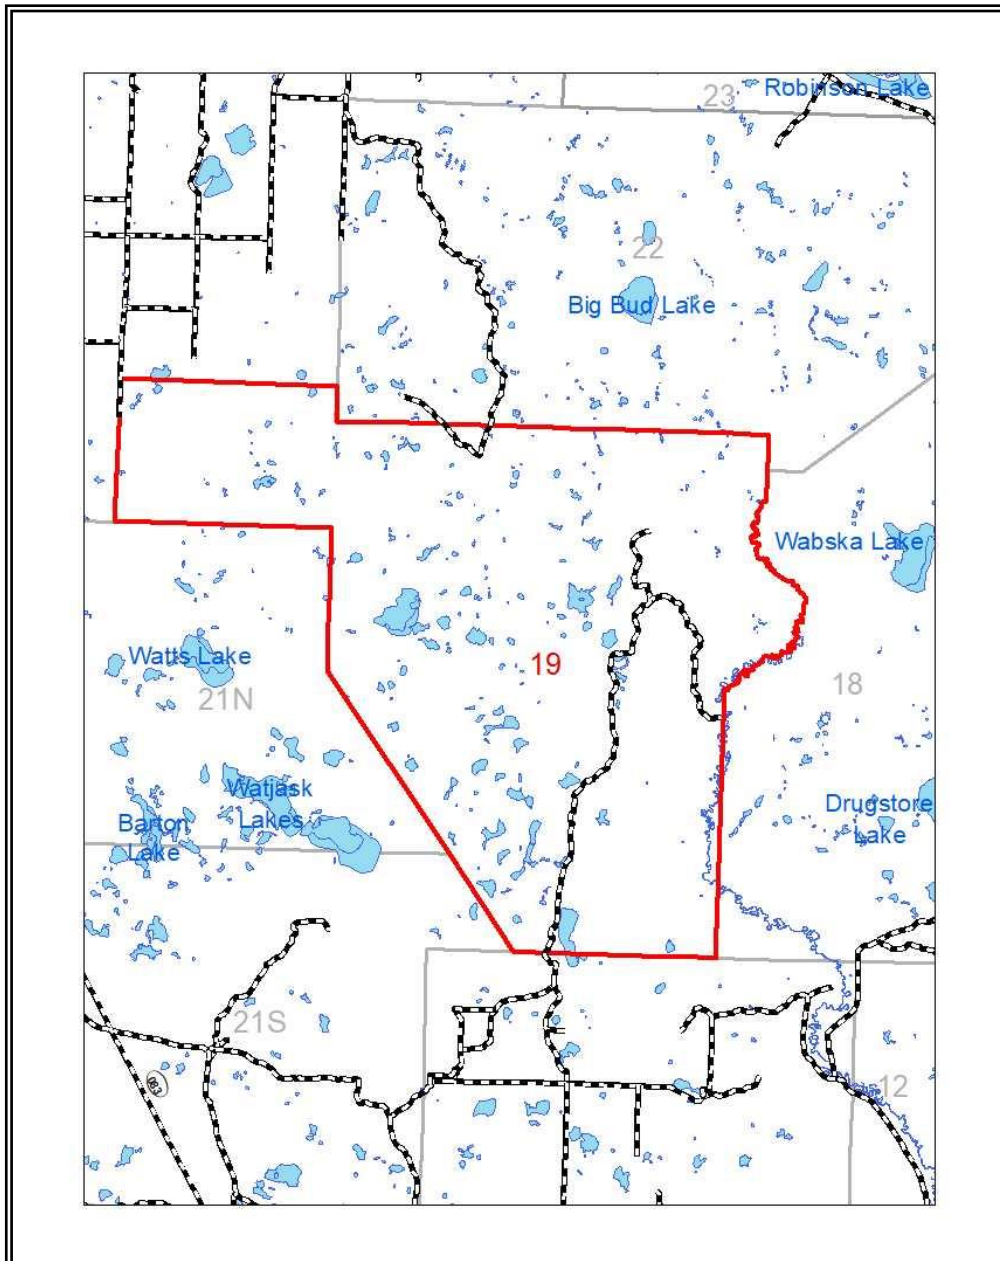 23
Robinson Lake
22
Big Bud Lake
Wabska Lake
Watts Lake
19
21N
18
Watjask
Lakes
Barton
Lake
Drugstore
Lake
21S
083
12